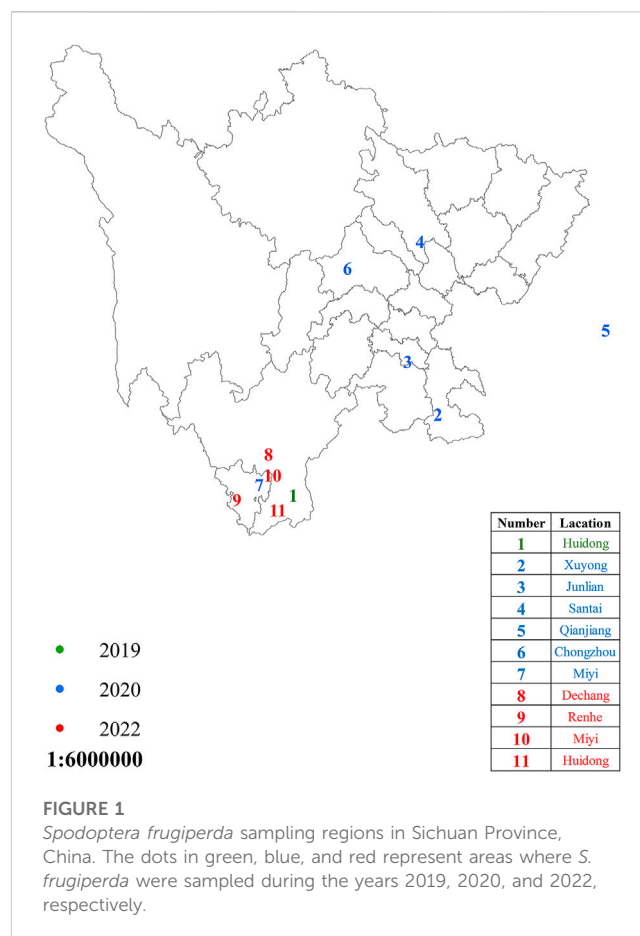 4
6
5
3
2
8
10
7
1
9
11
Number Lacation
1 Huidong
2 Xuyong
3 Junlian
4 Santai
5 Qianjiang
6 Chongzhou
7 Miyi
8 Dechang
9 Renhe
10 Miyi
11 Huidong
2019
2020
2022
1:6000000
FIGURE 1
Spodoptera frugiperda sampling regions in Sichuan Province,
China. The dots in green, blue, and red represent areas where S.
frugiperda were sampled during the years 2019, 2020, and 2022,
respectively.